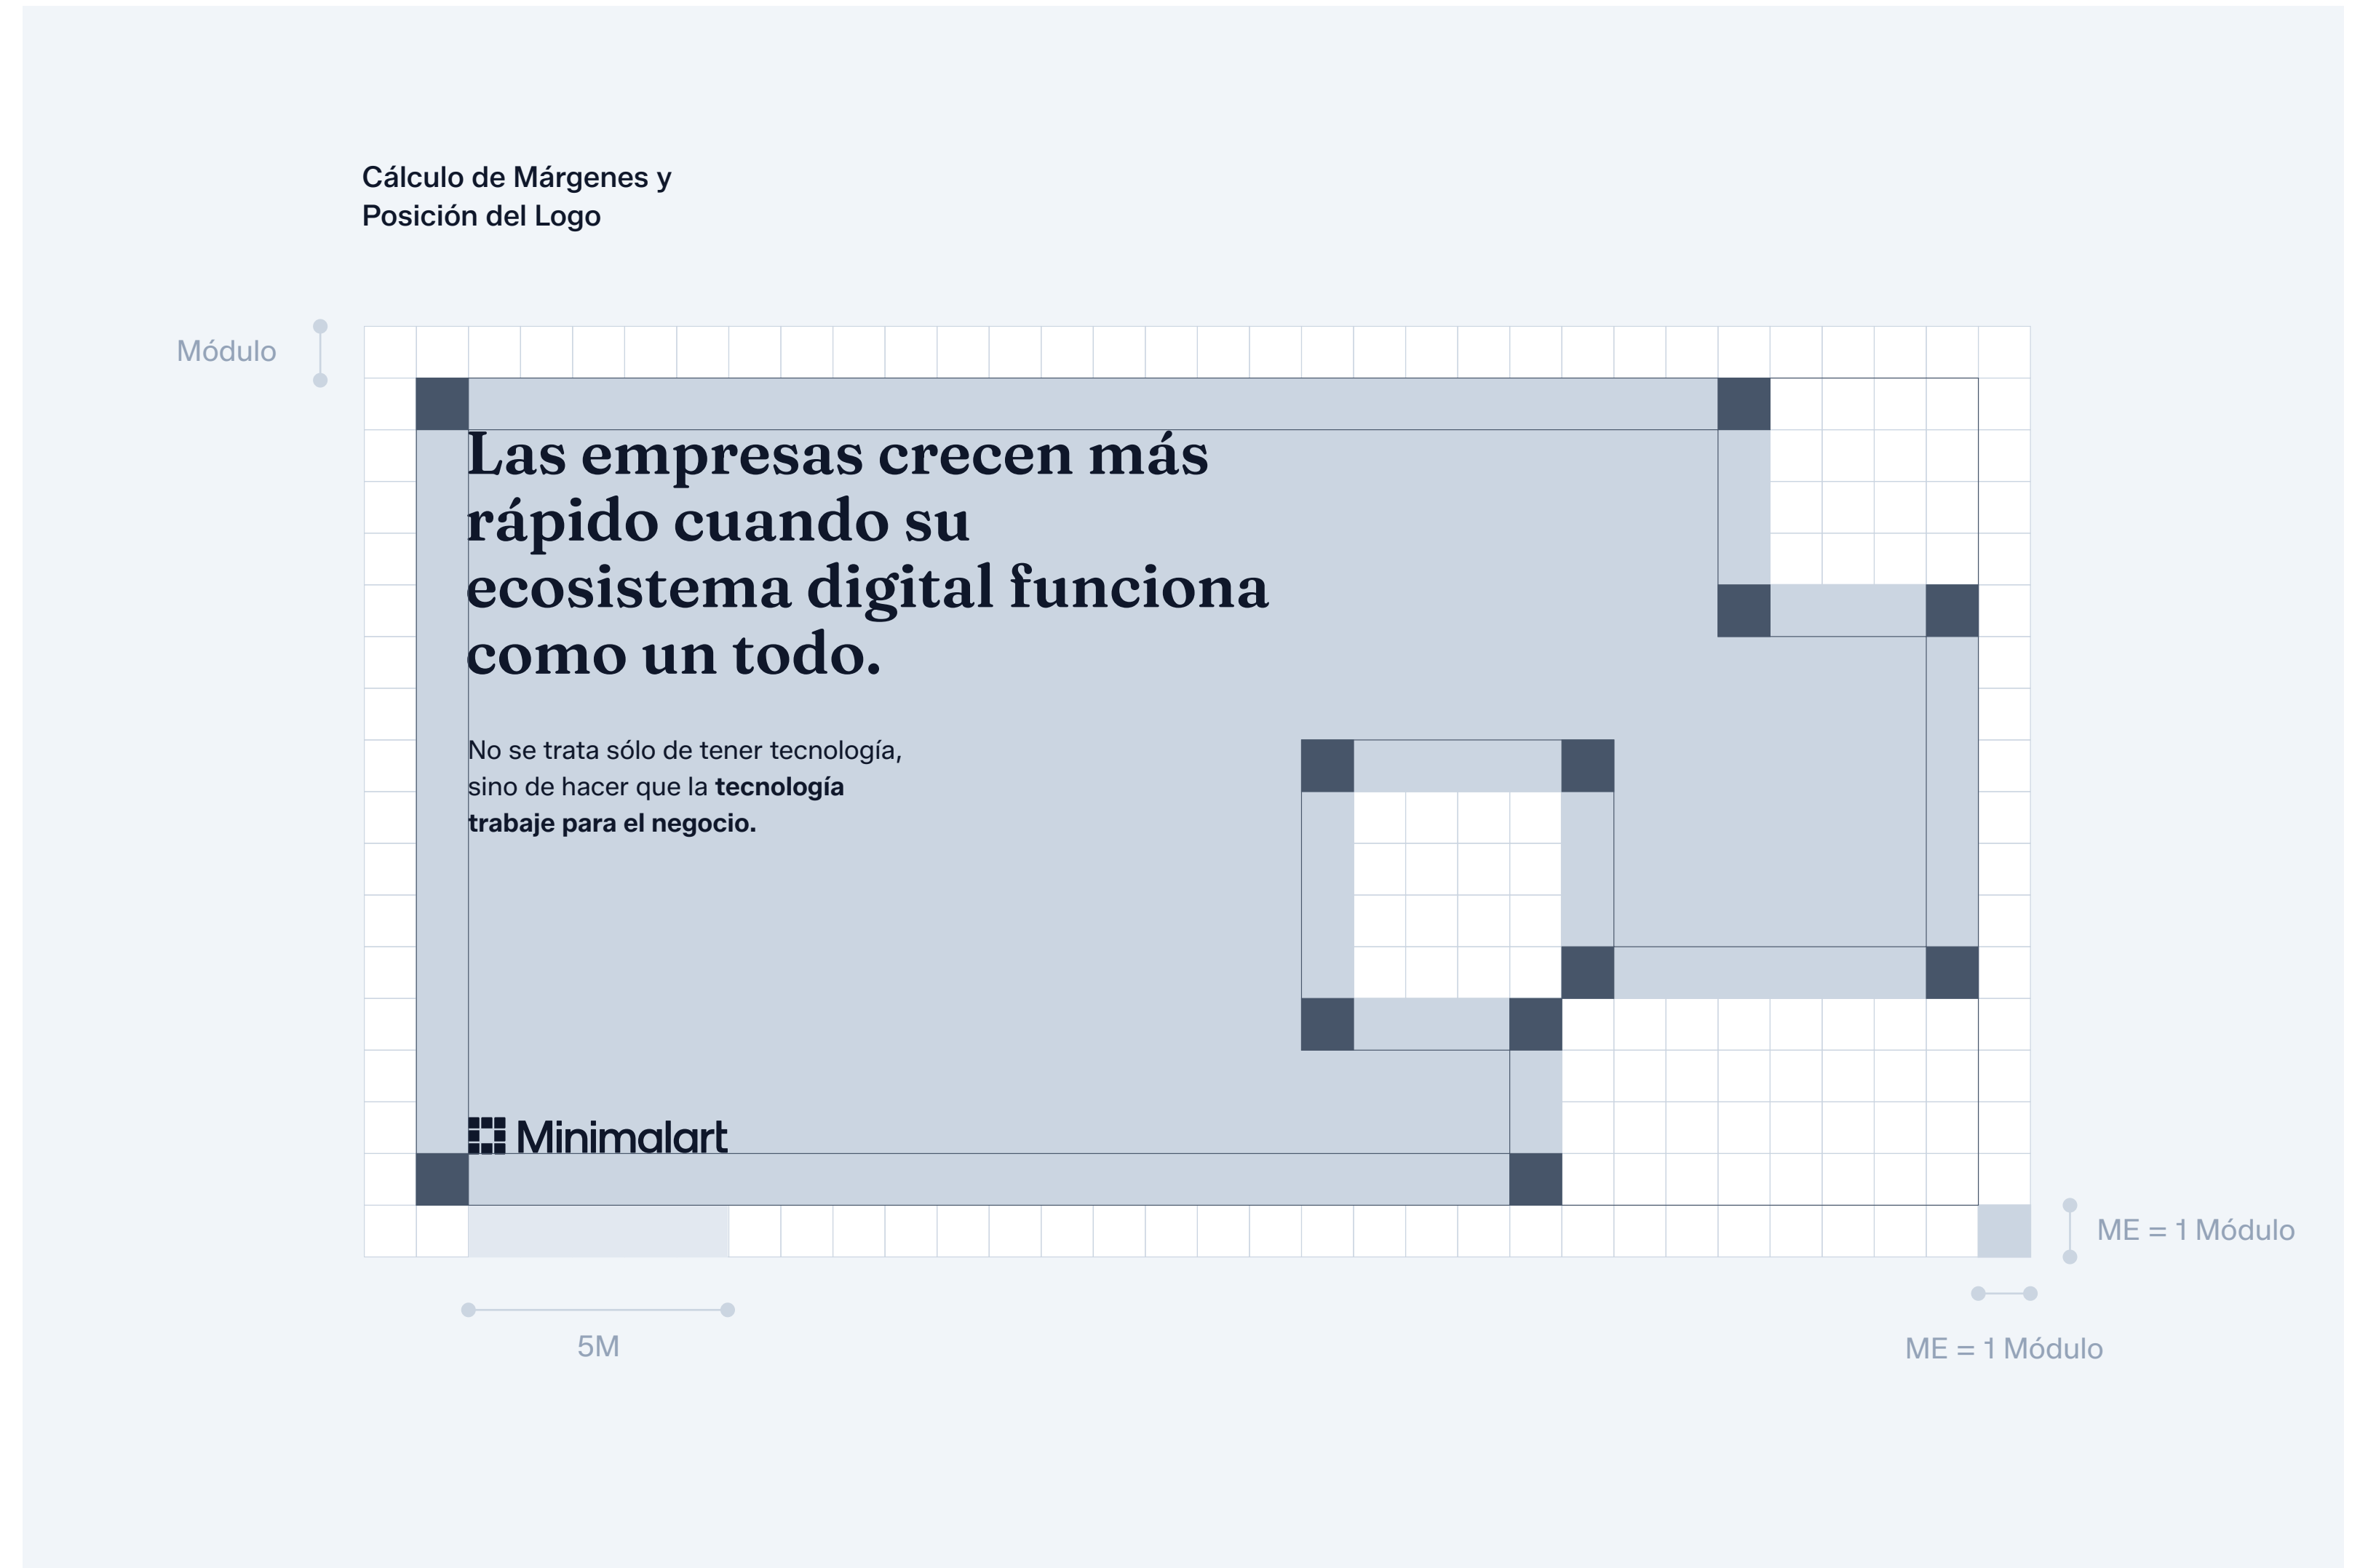 Cálculo de Márgenes y
Posición del Logo
Módulo
Las empresas crecen más
rápido cuando su
ecosistema digital funciona
como un todo.
No se trata sólo de tener tecnología,
sino de hacer que la tecnología
trabaje para el negocio.
Minimalart
ME = 1 Módulo
5M
ME = 1 Módulo